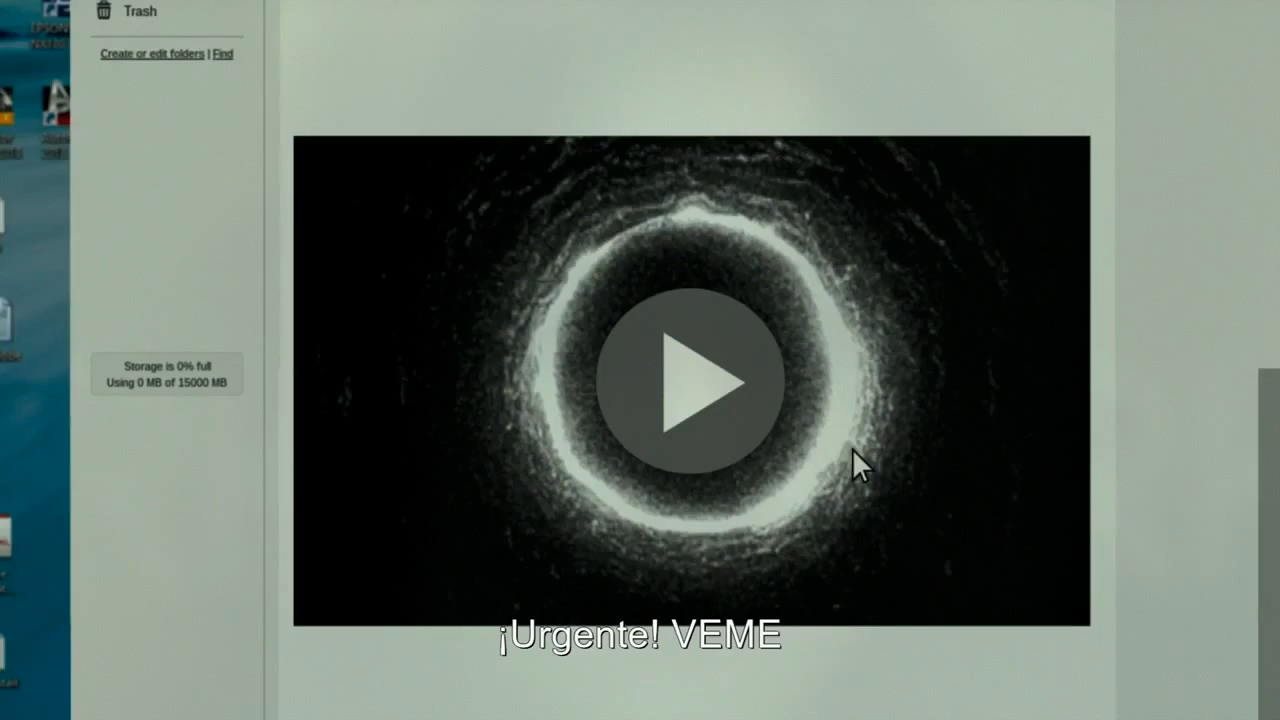 Trash
Create or edit folders | Find
Storage is 0% full
Using 0 MB of 15000 MB
¡Urgente! VEME